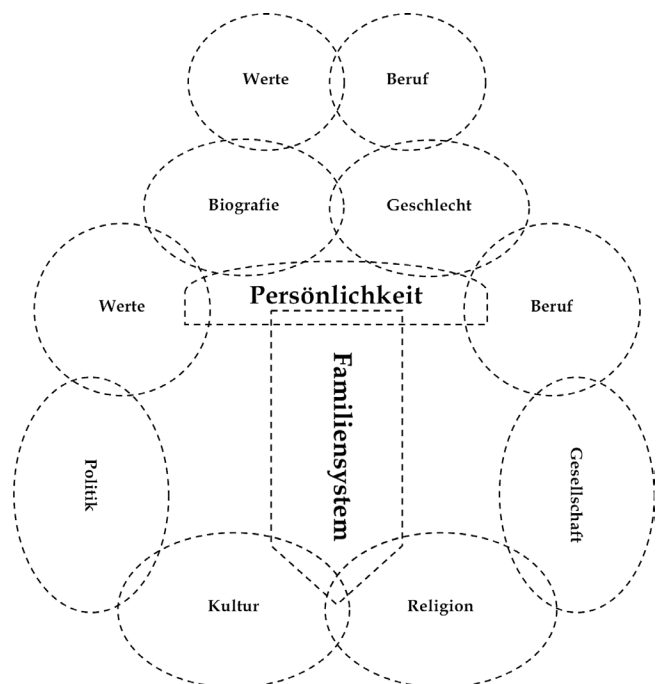 Werte
Beruf
Biografie
Geschlecht
Werte
Persönlichkeit
Beruf
Familiensystem
Politik
Gesellschaft
Kultur
Religion